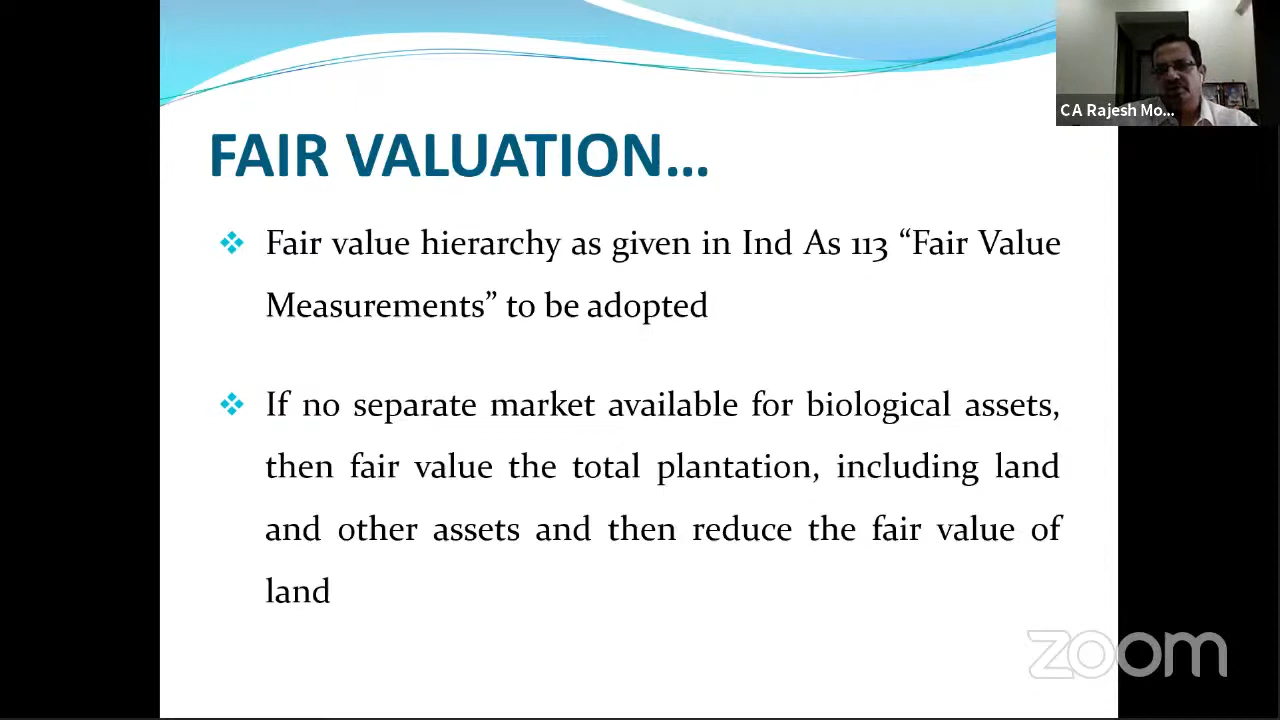 CA Rajesh Mo...
FAIR VALUATION...
❖ Fair value hierarchy as given in Ind As 113 “Fair Value
Measurements” to be adopted
❖ If no separate market available for biological assets,
then fair value the total plantation, including land
and other assets and then reduce the fair value of
land
zoom